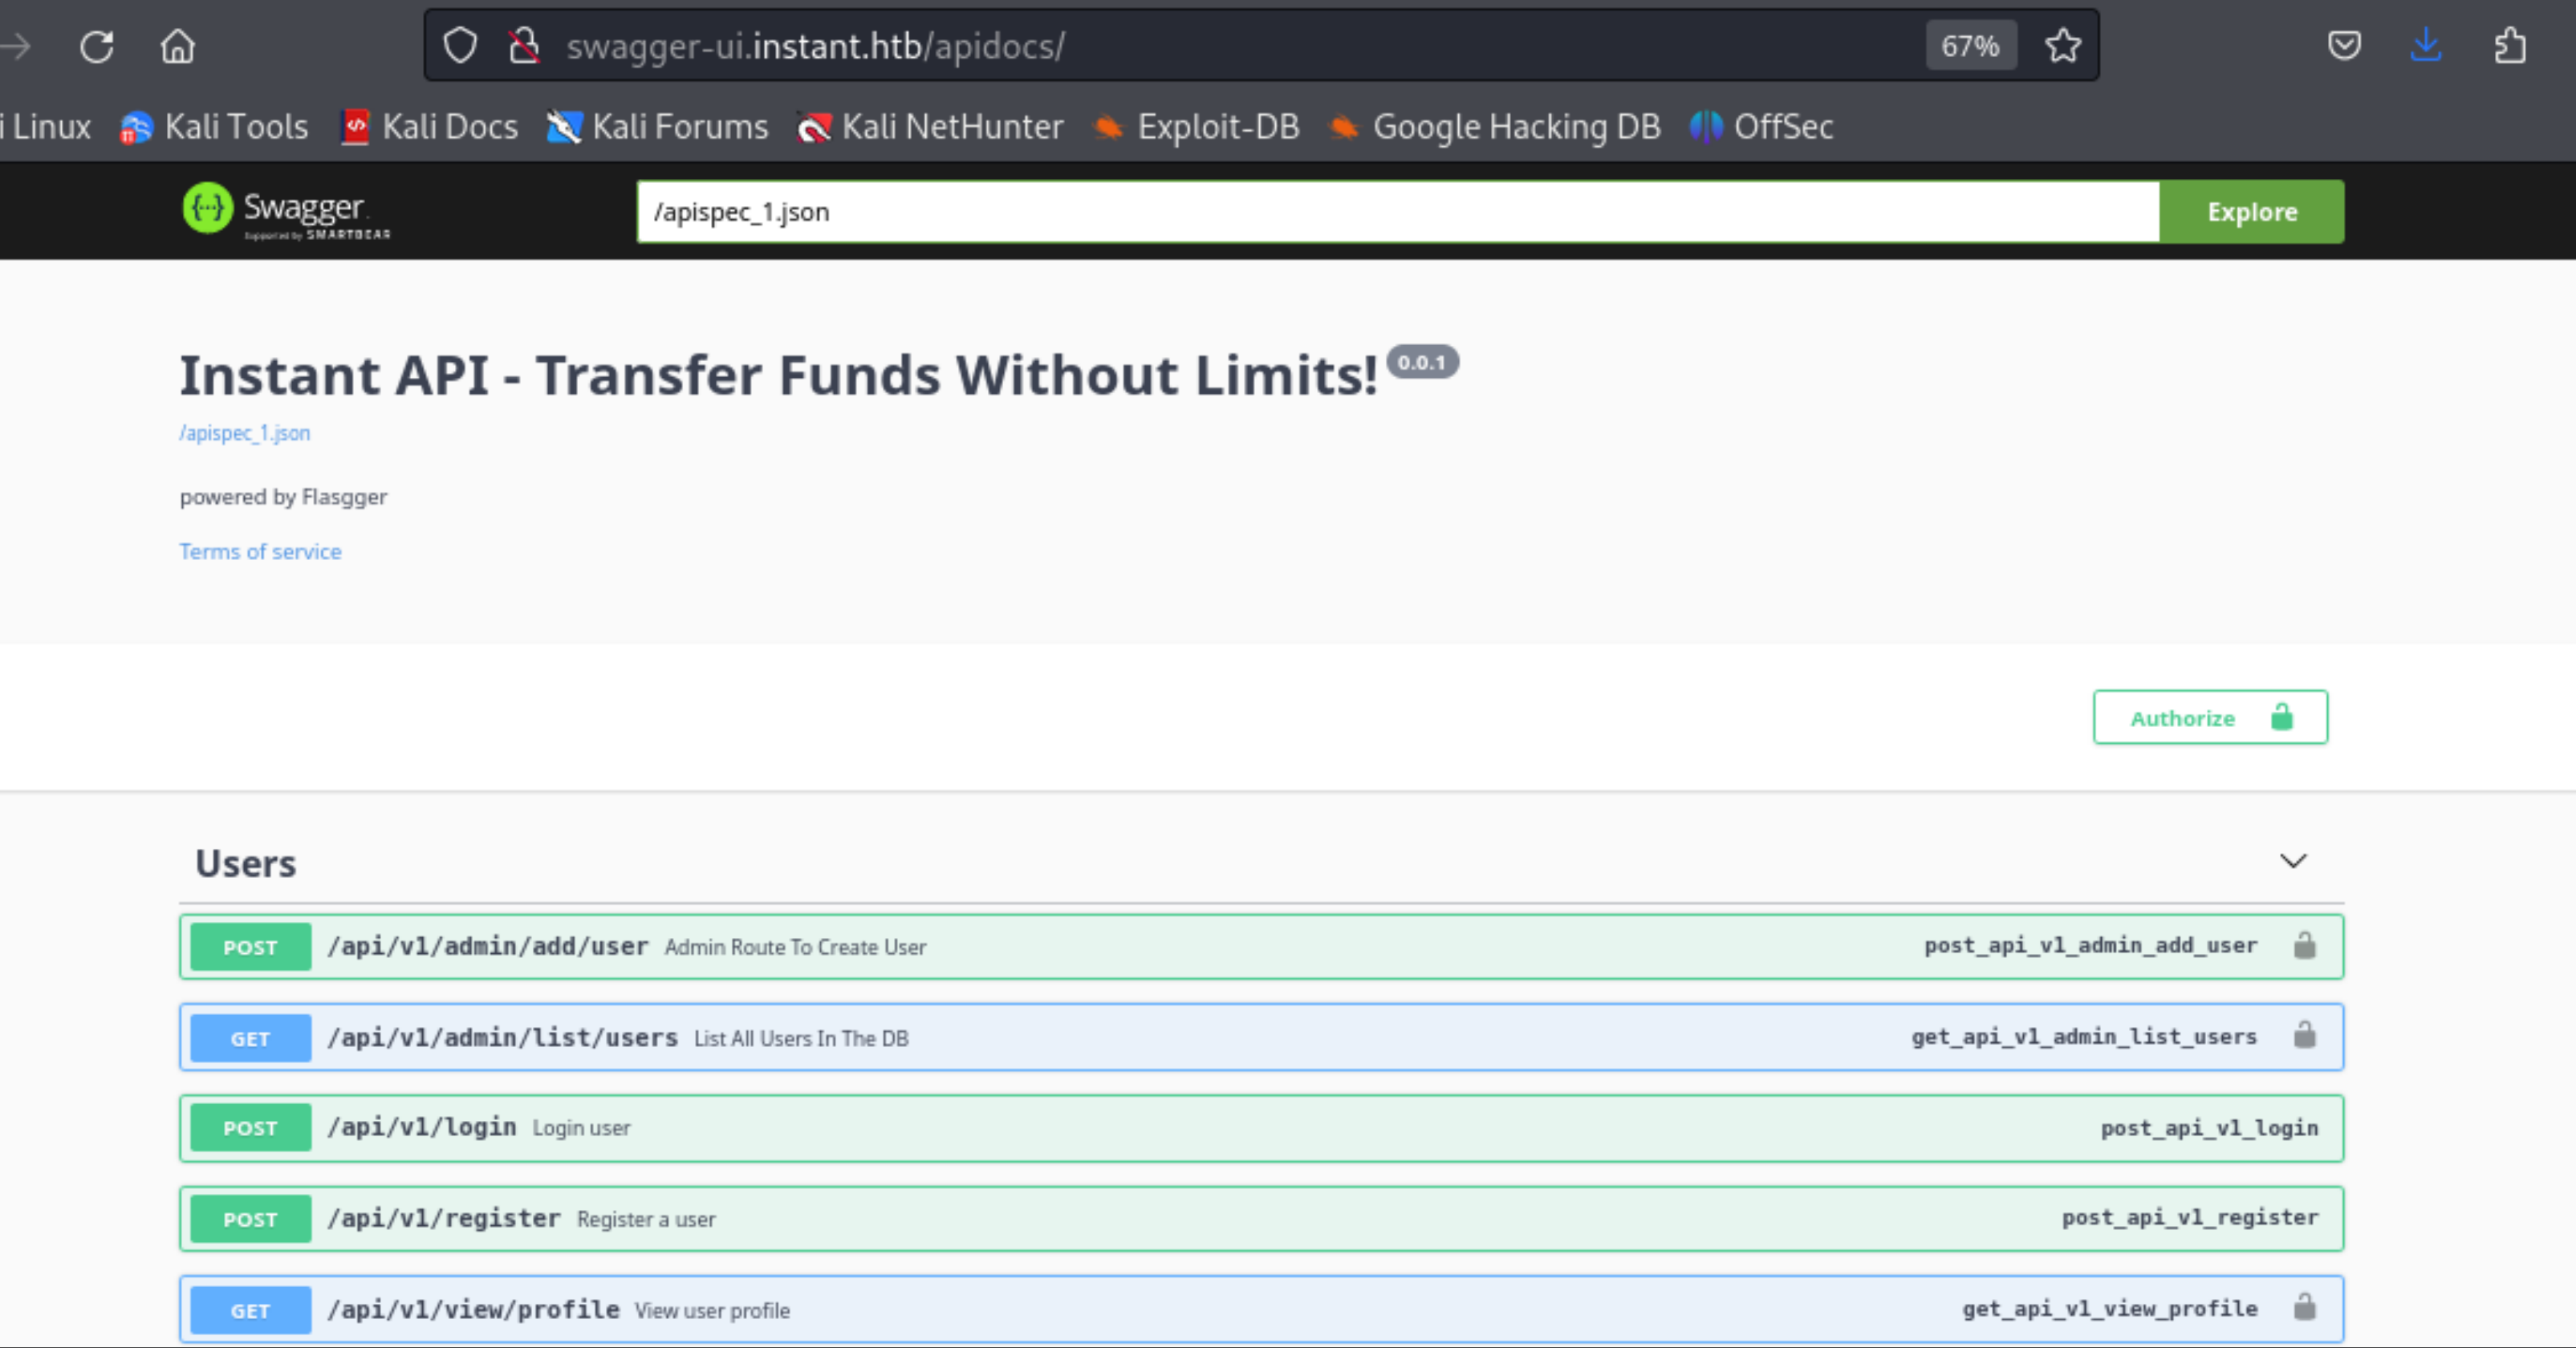 swagger-ui.instant.htb/apidocs/ 67%
i Linux Kali Tools Kali Docs Kali Forums Kali NetHunter Exploit-DB Google Hacking DB OffSec
Swagger.
Supported by SMARTBEAR
/apispec_1.json Explore
Instant API - Transfer Funds Without Limits! 0.0.1
/apispec_1.json
powered by Flasgger
Terms of service
Authorize
Users
POST /api/v1/admin/add/user Admin Route To Create User post_api_v1_admin_add_user
GET /api/v1/admin/list/users List All Users In The DB get_api_v1_admin_list_users
POST /api/v1/login Login user post_api_v1_login
POST /api/v1/register Register a user post_api_v1_register
GET /api/v1/view/profile View user profile get_api_v1_view_profile